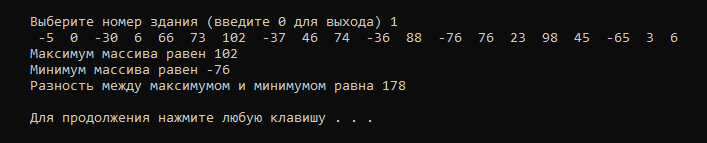 Выберите номер здания (введите 0 для выхода) 1
-5 0 -30 6 66 73 102 -37 46 74 -36 88 -76 76 23 98 45 -65 3 6
Максимум массива равен 102
Минимум массива равен -76
Разность между максимумом и минимумом равна 178
Для продолжения нажмите любую клавишу . . .